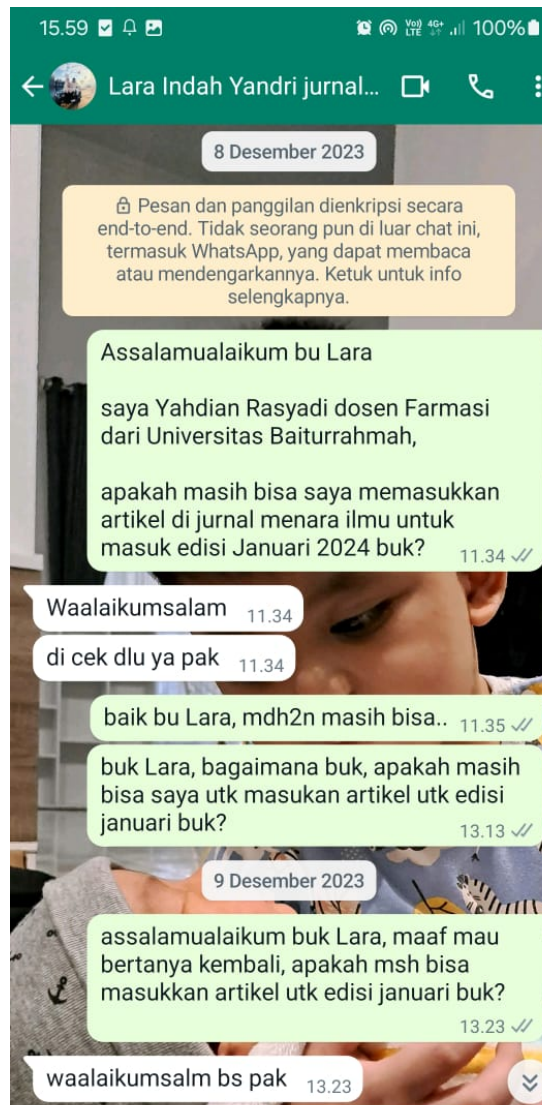 15.59
Vo)) 4G+
LTE 100%
Lara Indah Yandri jurnal...
8 Desember 2023
Pesan dan panggilan dienkripsi secara
end-to-end. Tidak seorang pun di luar chat ini,
termasuk WhatsApp, yang dapat membaca
atau mendengarkannya. Ketuk untuk info
selengkapnya.
Assalamualaikum bu Lara
saya Yahdian Rasyadi dosen Farmasi
dari Universitas Baiturrahmah,
apakah masih bisa saya memasukkan
artikel di jurnal menara ilmu untuk
masuk edisi Januari 2024 buk? 11.34
Waalaikumsalam 11.34
di cek dlu ya pak 11.34
baik bu Lara, mdh2n masih bisa.. 11.35
buk Lara, bagaimana buk, apakah masih
bisa saya utk masukan artikel utk edisi
januari buk? 13.13
9 Desember 2023
assalamualaikum buk Lara, maaf mau
bertanya kembali, apakah msh bisa
masukkan artikel utk edisi januari buk?
13.23
waalaikumsalm bs pak 13.23